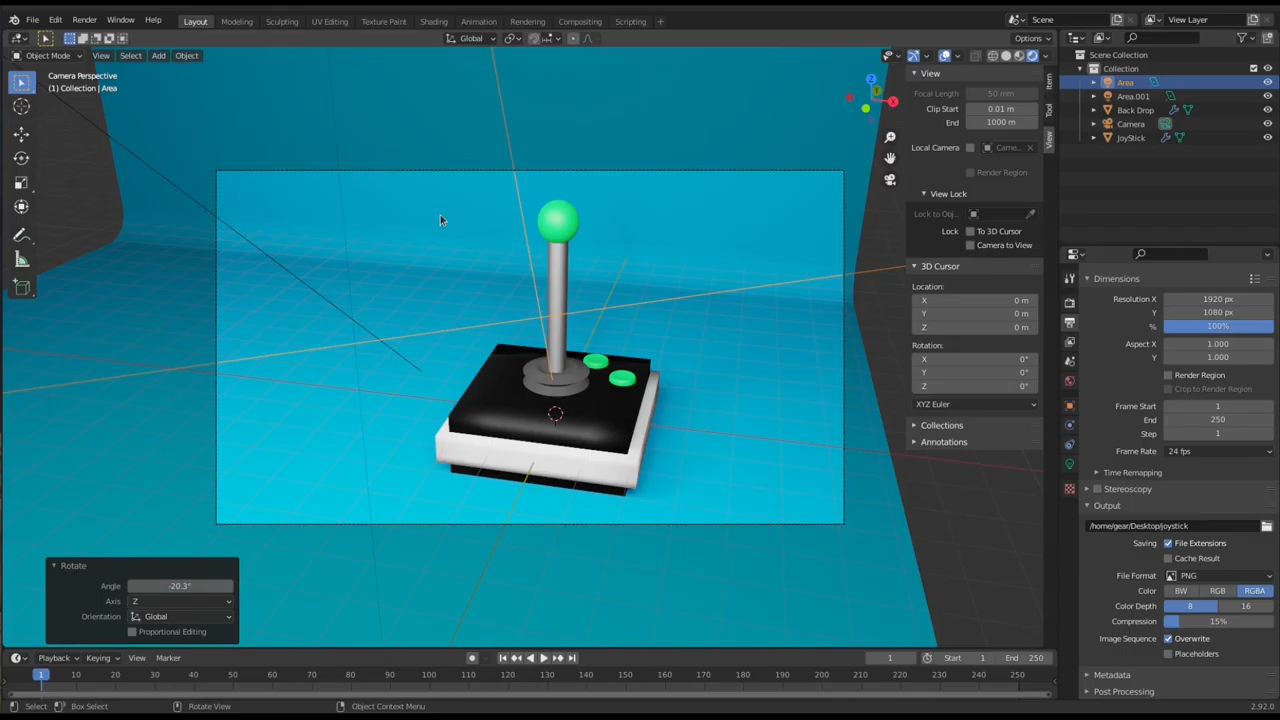 File Edit Render Window Help Layout Modeling Sculpting UV Editing Texture Paint Shading Animation Rendering Compositing Scripting + Scene View Layer
Global Options
Object Mode View Select Add Object
Camera Perspective
(1) Collection | Area
Z
Y
X
View
Focal Length 50 mm
Clip Start 0.01 m
End 1000 m
Local Camera Came...
Render Region
View Lock
Lock to Obj...
Lock To 3D Cursor
Camera to View
3D Cursor
Location:
X 0 m
Y 0 m
Z 0 m
Rotation:
X 0°
Y 0°
Z 0°
XYZ Euler
Collections
Annotations
Item
Tool
View
Scene Collection
Collection
Area
Area.001
Back Drop
Camera
JoyStick
Dimensions
Resolution X 1920 px
Y 1080 px
% 100%
Aspect X 1.000
Y 1.000
Render Region
Crop to Render Region
Frame Start 1
End 250
Step 1
Frame Rate 24 fps
Time Remapping
Stereoscopy
Output
/home/gear/Desktop/joystick
Saving File Extensions
Cache Result
File Format PNG
Color BW RGB RGBA
Color Depth 8 16
Compression 15%
Image Sequence Overwrite
Placeholders
Metadata
Post Processing
Rotate
Angle -20.3°
Axis Z
Orientation Global
Proportional Editing
Playback Keying View Marker 1 Start 1 End 250
1 10 20 30 40 50 60 70 80 90 100 110 120 130 140 150 160 170 180 190 200 210 220 230 240 250
Select Box Select Rotate View Object Context Menu 2.92.0